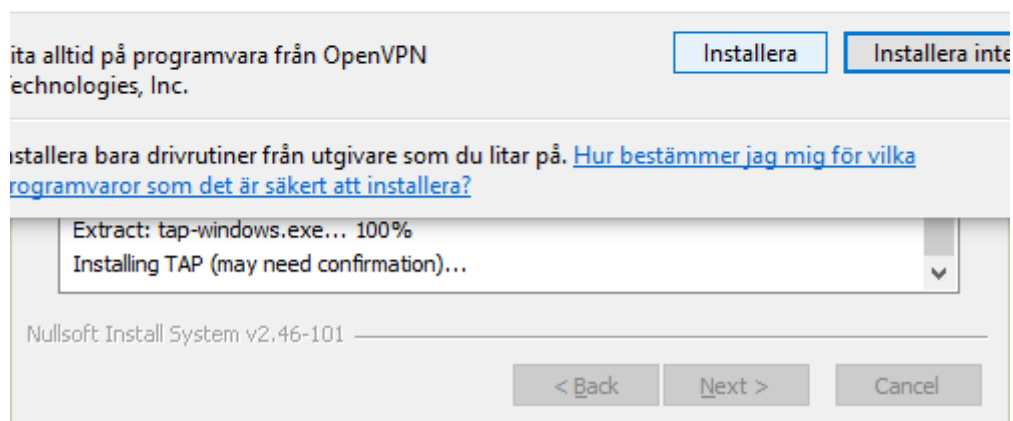 ita alltid på programvara från OpenVPN
echnologies, Inc.
Installera
Installera inte
nstallera bara drivrutiner från utgivare som du litar på. Hur bestämmer jag mig för vilka
rogramvaror som det är säkert att installera?
Extract: tap-windows.exe... 100%
Installing TAP (may need confirmation)...
Nullsoft Install System v2.46-101
< Back
Next >
Cancel